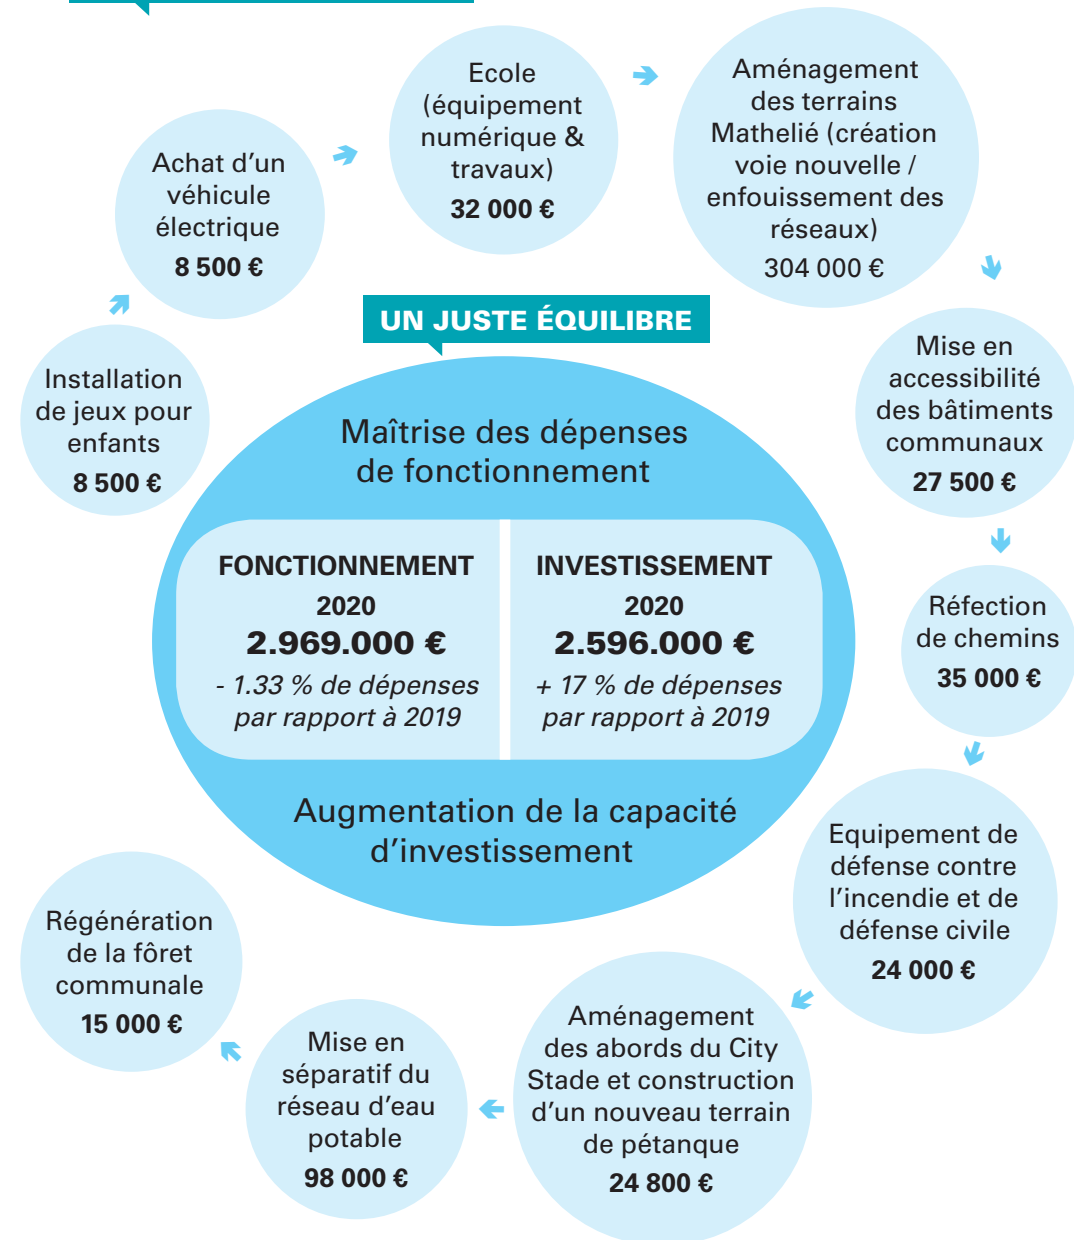 Installation
de jeux pour
enfants
8 500 €
Achat d’un
véhicule
électrique
8 500 €
Ecole
(équipement
numérique &
travaux)
32 000 €
Aménagement
des terrains
Mathelié (création
voie nouvelle /
enfouissement des
réseaux)
304 000 €
Mise en
accessibilité
des bâtiments
communaux
27 500 €
Réfection
de chemins
35 000 €
Equipement de
défense contre
l’incendie et de
défense civile
24 000 €
Aménagement
des abords du City
Stade et construction
d’un nouveau terrain
de pétanque
24 800 €
Mise en
séparatif du
réseau d’eau
potable
98 000 €
Régénération
de la fôret
communale
15 000 €
UN JUSTE ÉQUILIBRE
Maîtrise des dépenses
de fonctionnement
FONCTIONNEMENT
2020
2.969.000 €
- 1.33 % de dépenses
par rapport à 2019
INVESTISSEMENT
2020
2.596.000 €
+ 17 % de dépenses
par rapport à 2019
Augmentation de la capacité
d’investissement